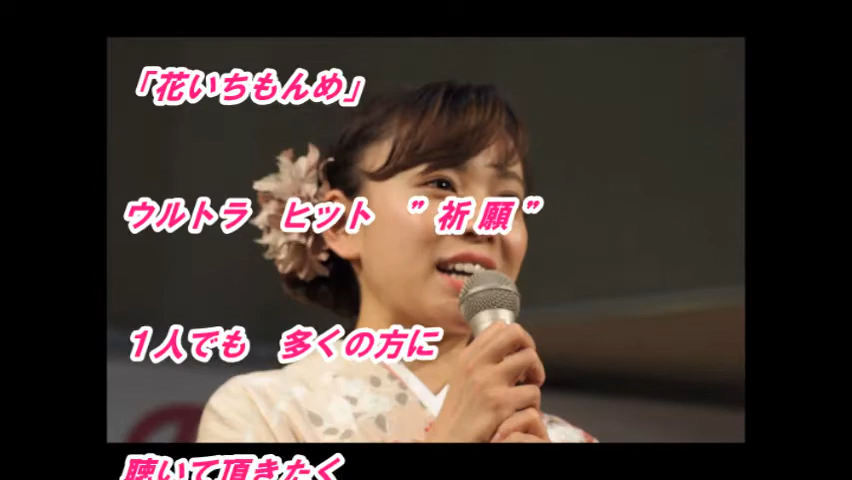 「花いちもんめ」
ウルトラ　ヒット　”祈 願”
１人でも　多くの方に
聴いて頂きたく